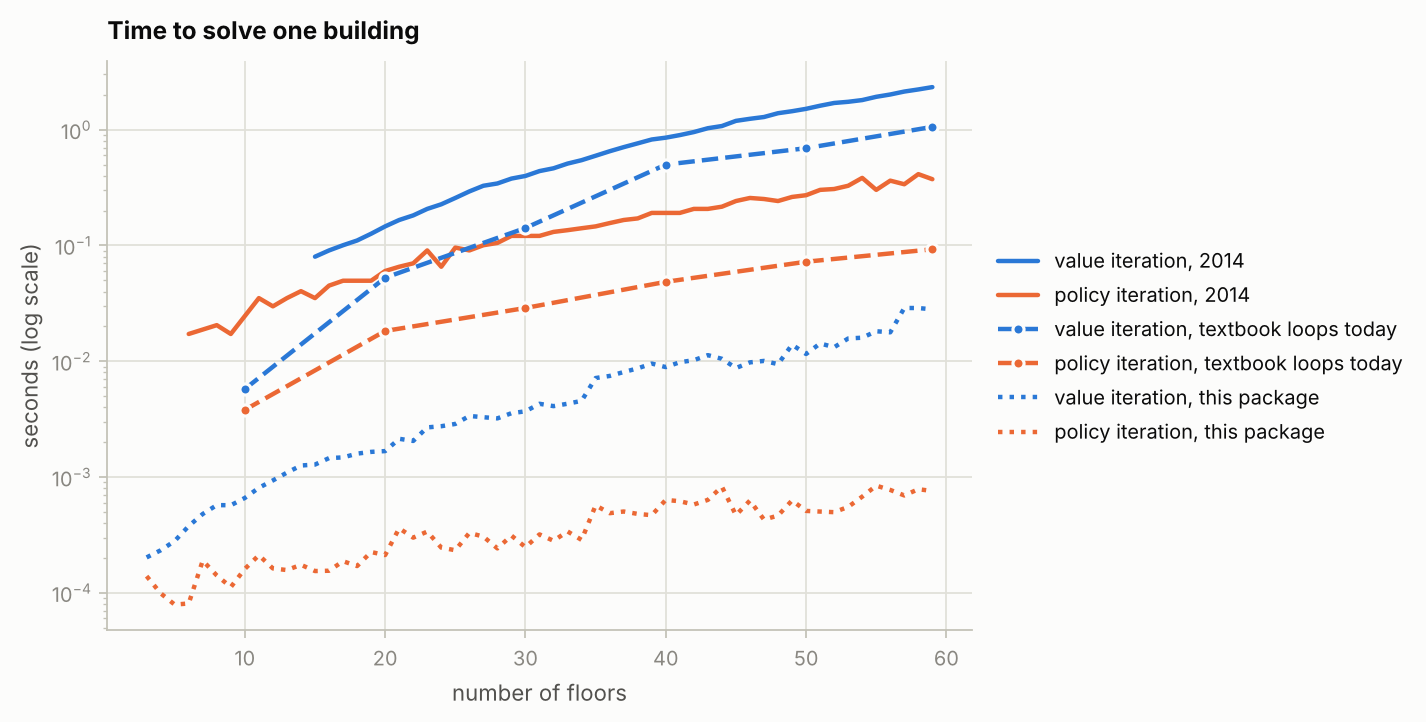 Time to solve one building
seconds (log scale)
10⁰
10⁻¹
10⁻²
10⁻³
10⁻⁴
10
20
30
40
50
60
number of floors
value iteration, 2014
policy iteration, 2014
value iteration, textbook loops today
policy iteration, textbook loops today
value iteration, this package
policy iteration, this package